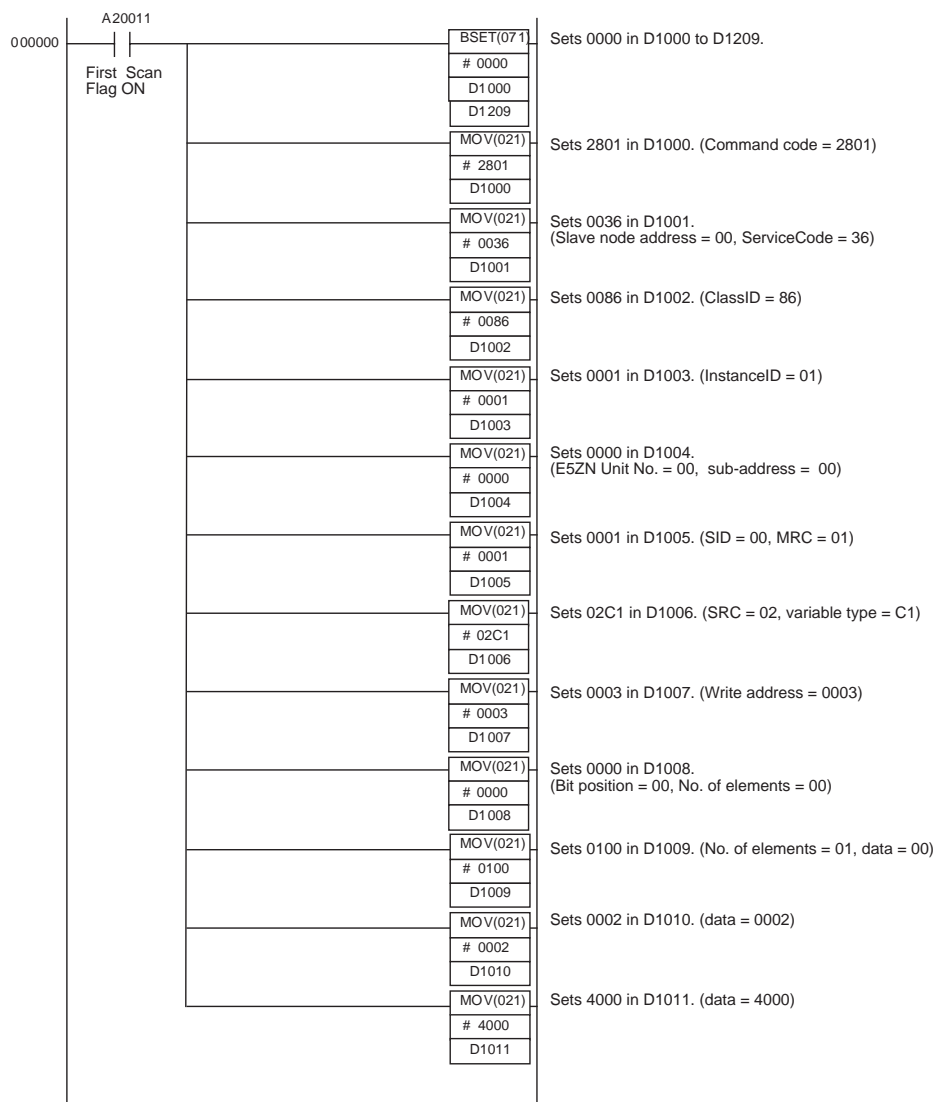 A20011
000000
First Scan
Flag ON
BSET(071)
# 0000
D1000
D1209
Sets 0000 in D1000 to D1209.
MOV(021)
# 2801
D1000
Sets 2801 in D1000. (Command code = 2801)
MOV(021)
# 0036
D1001
Sets 0036 in D1001.
(Slave node address = 00, ServiceCode = 36)
MOV(021)
# 0086
D1002
Sets 0086 in D1002. (ClassID = 86)
MOV(021)
# 0001
D1003
Sets 0001 in D1003. (InstanceID = 01)
MOV(021)
# 0000
D1004
Sets 0000 in D1004.
(E5ZN Unit No. = 00, sub-address = 00)
MOV(021)
# 0001
D1005
Sets 0001 in D1005. (SID = 00, MRC = 01)
MOV(021)
# 02C1
D1006
Sets 02C1 in D1006. (SRC = 02, variable type = C1)
MOV(021)
# 0003
D1007
Sets 0003 in D1007. (Write address = 0003)
MOV(021)
# 0000
D1008
Sets 0000 in D1008.
(Bit position = 00, No. of elements = 00)
MOV(021)
# 0100
D1009
Sets 0100 in D1009. (No. of elements = 01, data = 00)
MOV(021)
# 0002
D1010
Sets 0002 in D1010. (data = 0002)
MOV(021)
# 4000
D1011
Sets 4000 in D1011. (data = 4000)